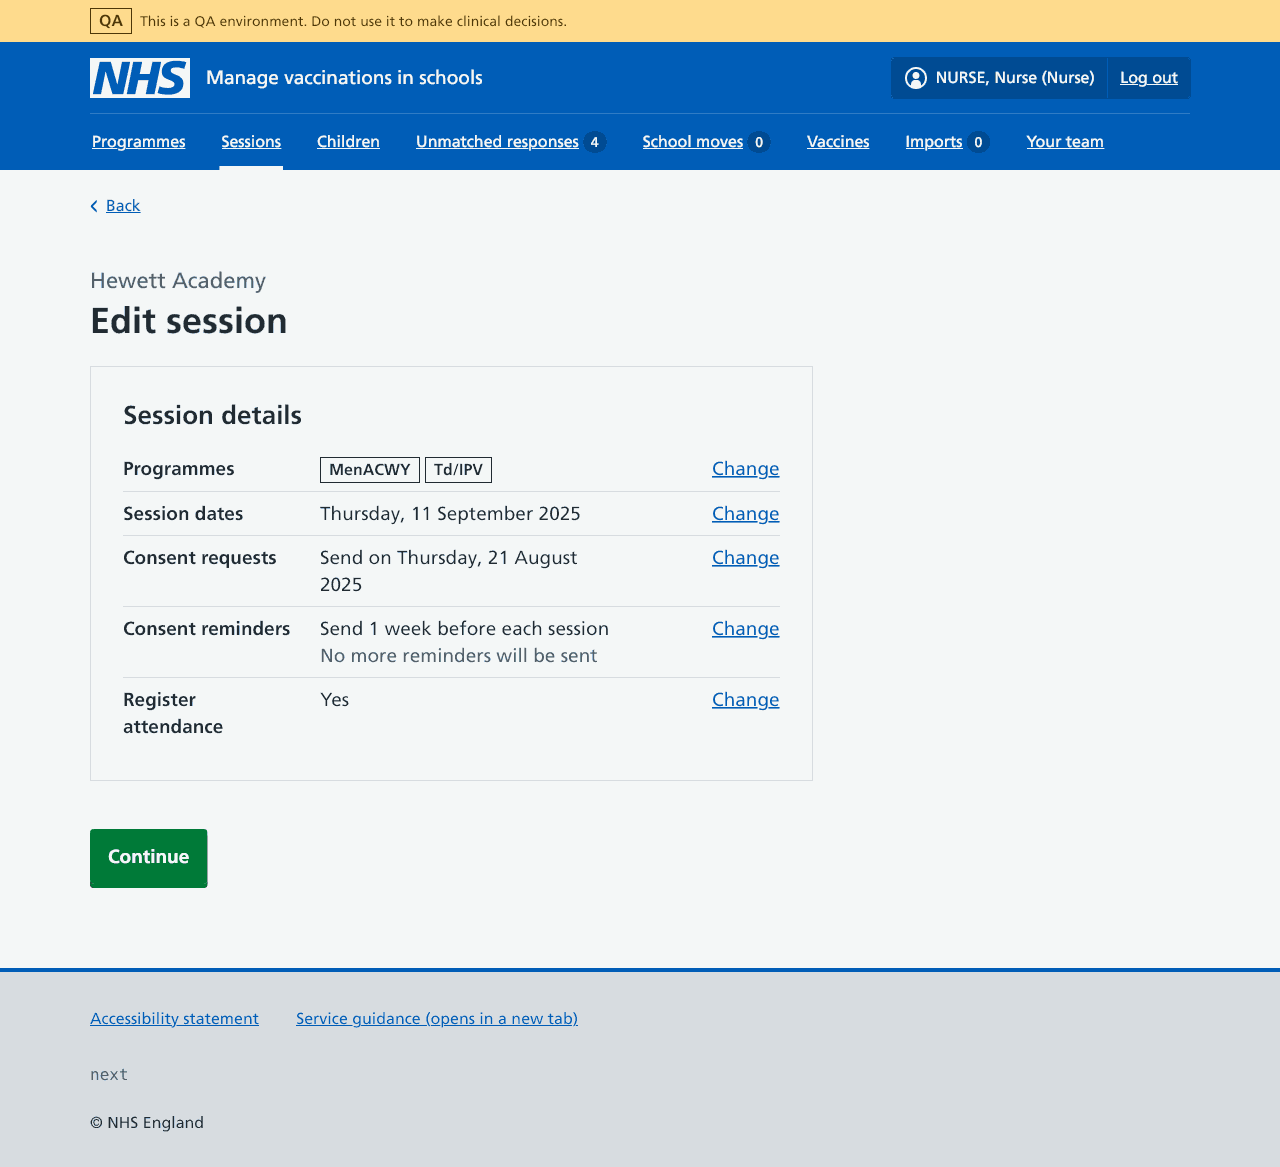 QA This is a QA environment. Do not use it to make clinical decisions.
NHS Manage vaccinations in schools NURSE, Nurse (Nurse) Log out
Programmes Sessions Children Unmatched responses 4 School moves 0 Vaccines Imports 0 Your team
Back
Hewett Academy
Edit session
Session details
Programmes MenACWY Td/IPV Change
Session dates Thursday, 11 September 2025 Change
Consent requests Send on Thursday, 21 August Change
2025
Consent reminders Send 1 week before each session Change
No more reminders will be sent
Register Yes Change
attendance
Continue
Accessibility statement Service guidance (opens in a new tab)
next
© NHS England